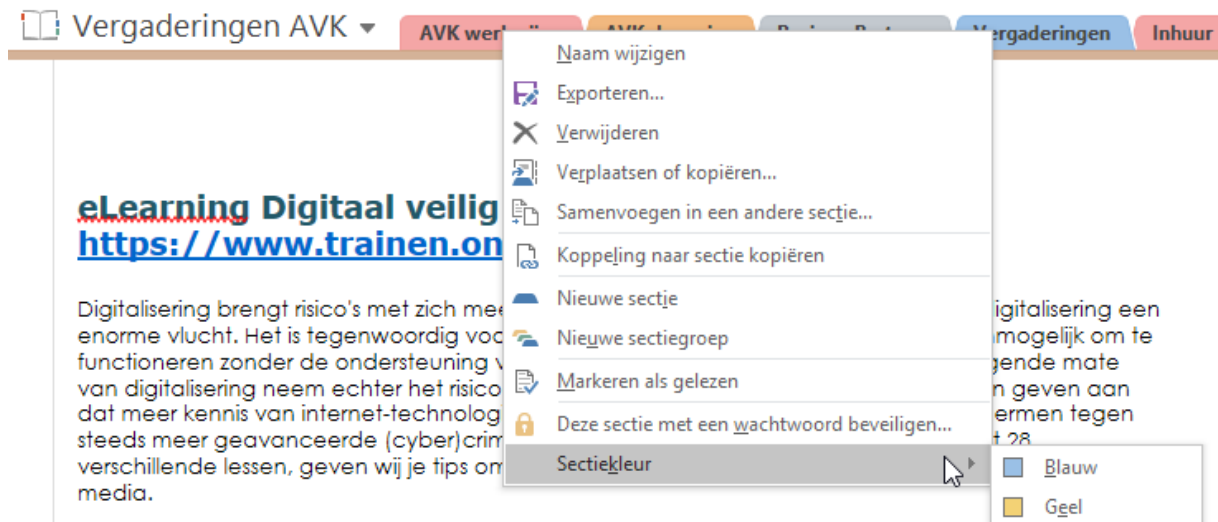 Vergaderingen AVK
AVK
Vergaderingen
Inhuur
Naam wijzigen
Exporteren...
Verwijderen
Verplaatsen of kopiëren...
Samenvoegen in een andere sectie...
Koppeling naar sectie kopiëren
Nieuwe sectie
Nieuwe sectiegroep
Markeren als gelezen
Deze sectie met een wachtwoord beveiligen...
Sectiekleur
Blauw
Geel
eLearning Digitaal veilig
https://www.trainen.on
Digitalisering brengt risico's met zich mee igitalisering een
enorme vlucht. Het is tegenwoordig voo mogelijk om te
functioneren zonder de ondersteuning v gende mate
van digitalisering neem echter het risico n geven aan
dat meer kennis van internet-technolog ermen tegen
steeds meer geavanceerde (cyber)crim t 28
verschillende lessen, geven wij je tips om
media.